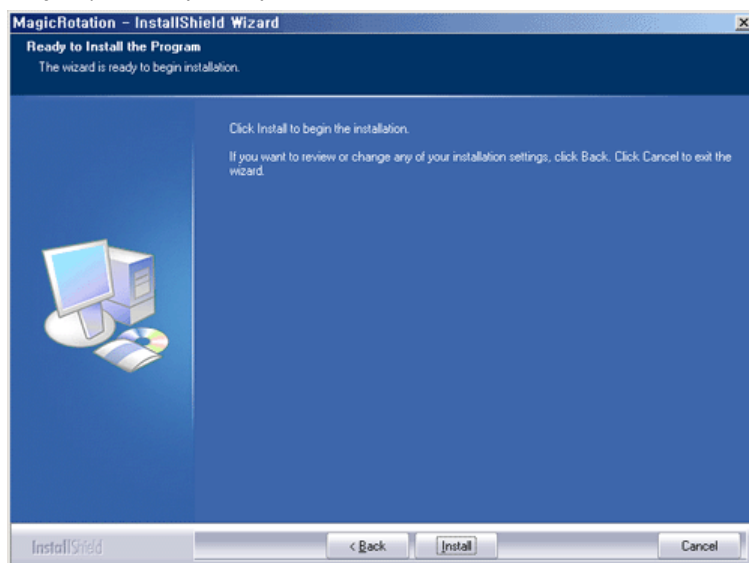 MagicRotation - InstallShield Wizard
Ready to Install the Program
The wizard is ready to begin installation.
Click Install to begin the installation.
If you want to review or change any of your installation settings, click Back. Click Cancel to exit the
wizard.
InstallShield
< Back
Install
Cancel